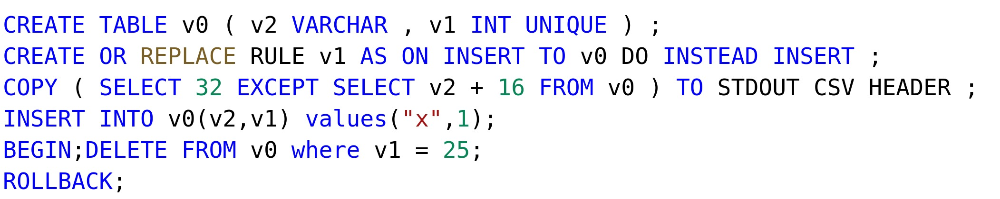 CREATE TABLE v0 ( v2 VARCHAR , v1 INT UNIQUE ) ;
CREATE OR REPLACE RULE v1 AS ON INSERT TO v0 DO INSTEAD INSERT ;
COPY ( SELECT 32 EXCEPT SELECT v2 + 16 FROM v0 ) TO STDOUT CSV HEADER ;
INSERT INTO v0(v2,v1) values("x",1);
BEGIN;DELETE FROM v0 where v1 = 25;
ROLLBACK;